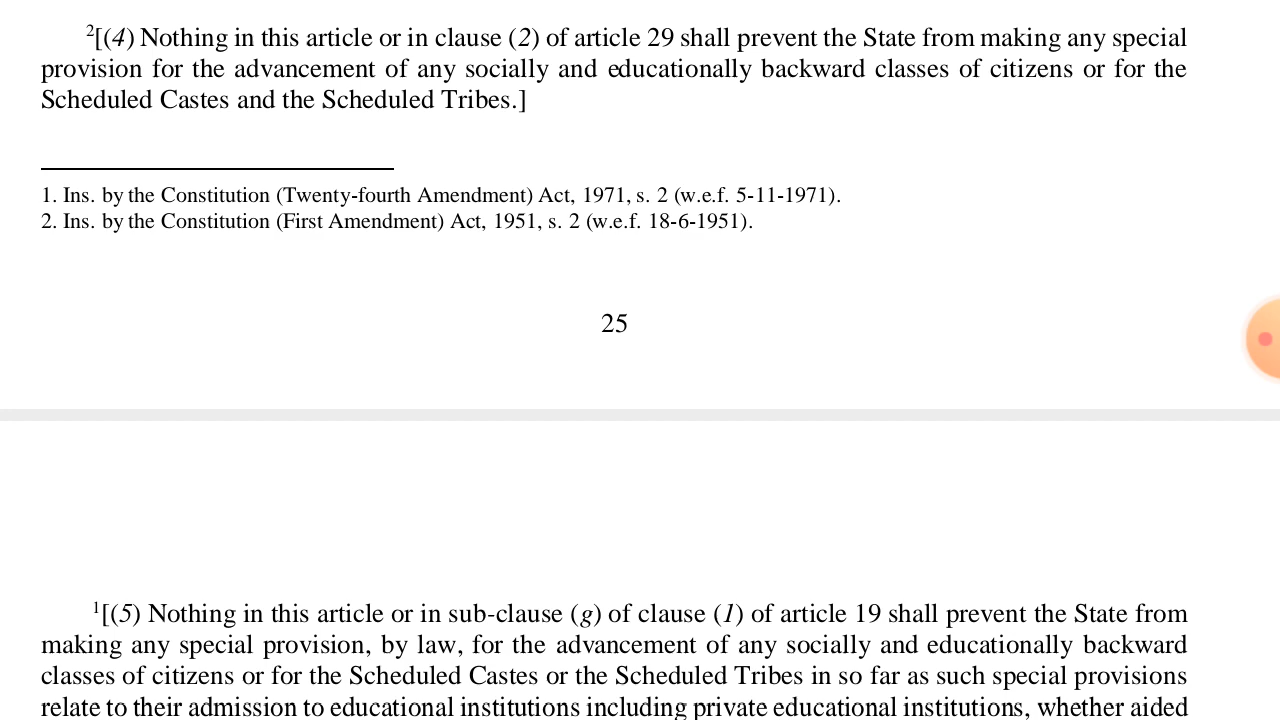 2[(4) Nothing in this article or in clause (2) of article 29 shall prevent the State from making any special
provision for the advancement of any socially and educationally backward classes of citizens or for the
Scheduled Castes and the Scheduled Tribes.]
1. Ins. by the Constitution (Twenty-fourth Amendment) Act, 1971, s. 2 (w.e.f. 5-11-1971).
2. Ins. by the Constitution (First Amendment) Act, 1951, s. 2 (w.e.f. 18-6-1951).
25
1[(5) Nothing in this article or in sub-clause (g) of clause (1) of article 19 shall prevent the State from
making any special provision, by law, for the advancement of any socially and educationally backward
classes of citizens or for the Scheduled Castes or the Scheduled Tribes in so far as such special provisions
relate to their admission to educational institutions including private educational institutions, whether aided